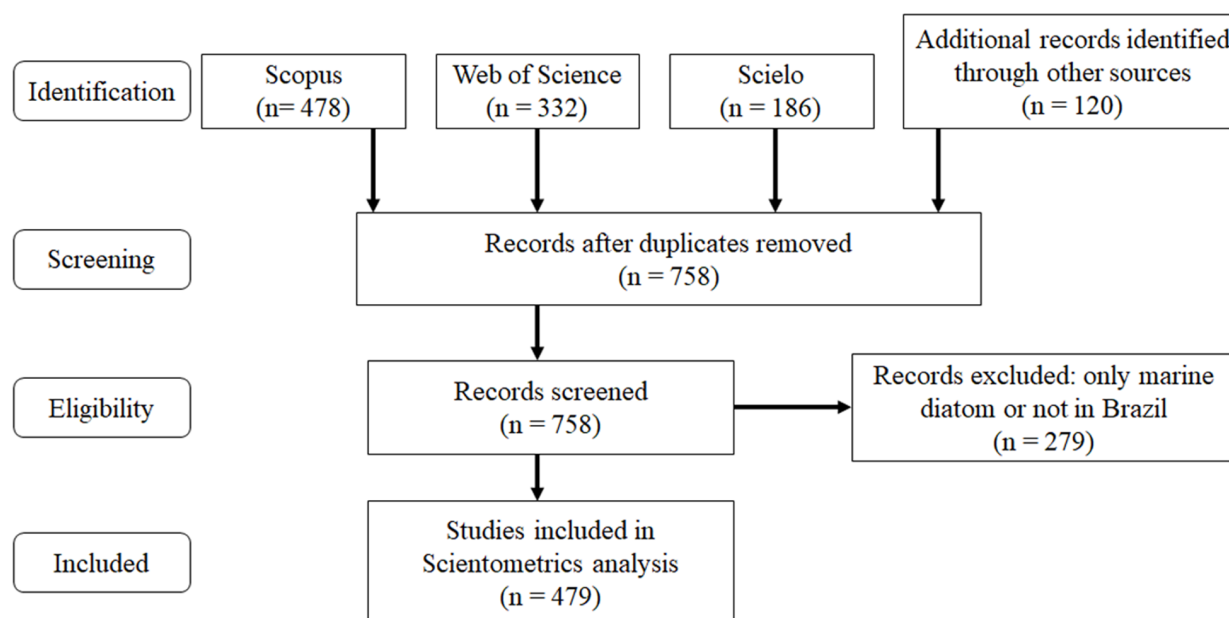 Identification
Scopus
(n= 478)
Web of Science
(n = 332)
Scielo
(n = 186)
Additional records identified
through other sources
(n = 120)
Screening
Records after duplicates removed
(n = 758)
Eligibility
Records screened
(n = 758)
Records excluded: only marine
diatom or not in Brazil
(n = 279)
Included
Studies included in
Scientometrics analysis
(n = 479)